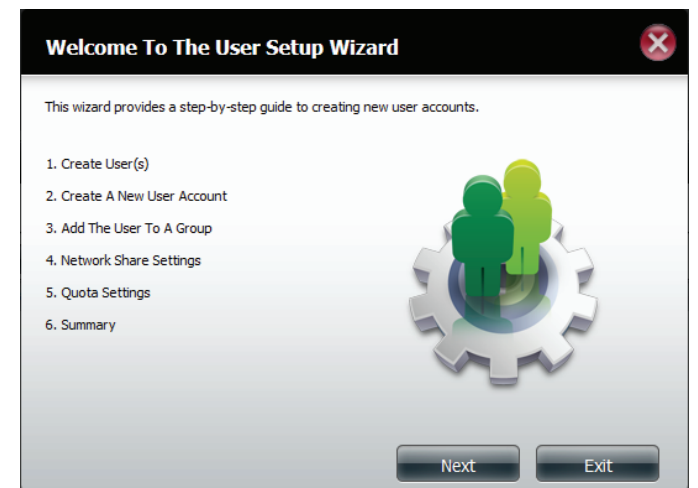 Welcome To The User Setup Wizard
This wizard provides a step-by-step guide to creating new user accounts.
1. Create User(s)
2. Create A New User Account
3. Add The User To A Group
4. Network Share Settings
5. Quota Settings
6. Summary
Next Exit